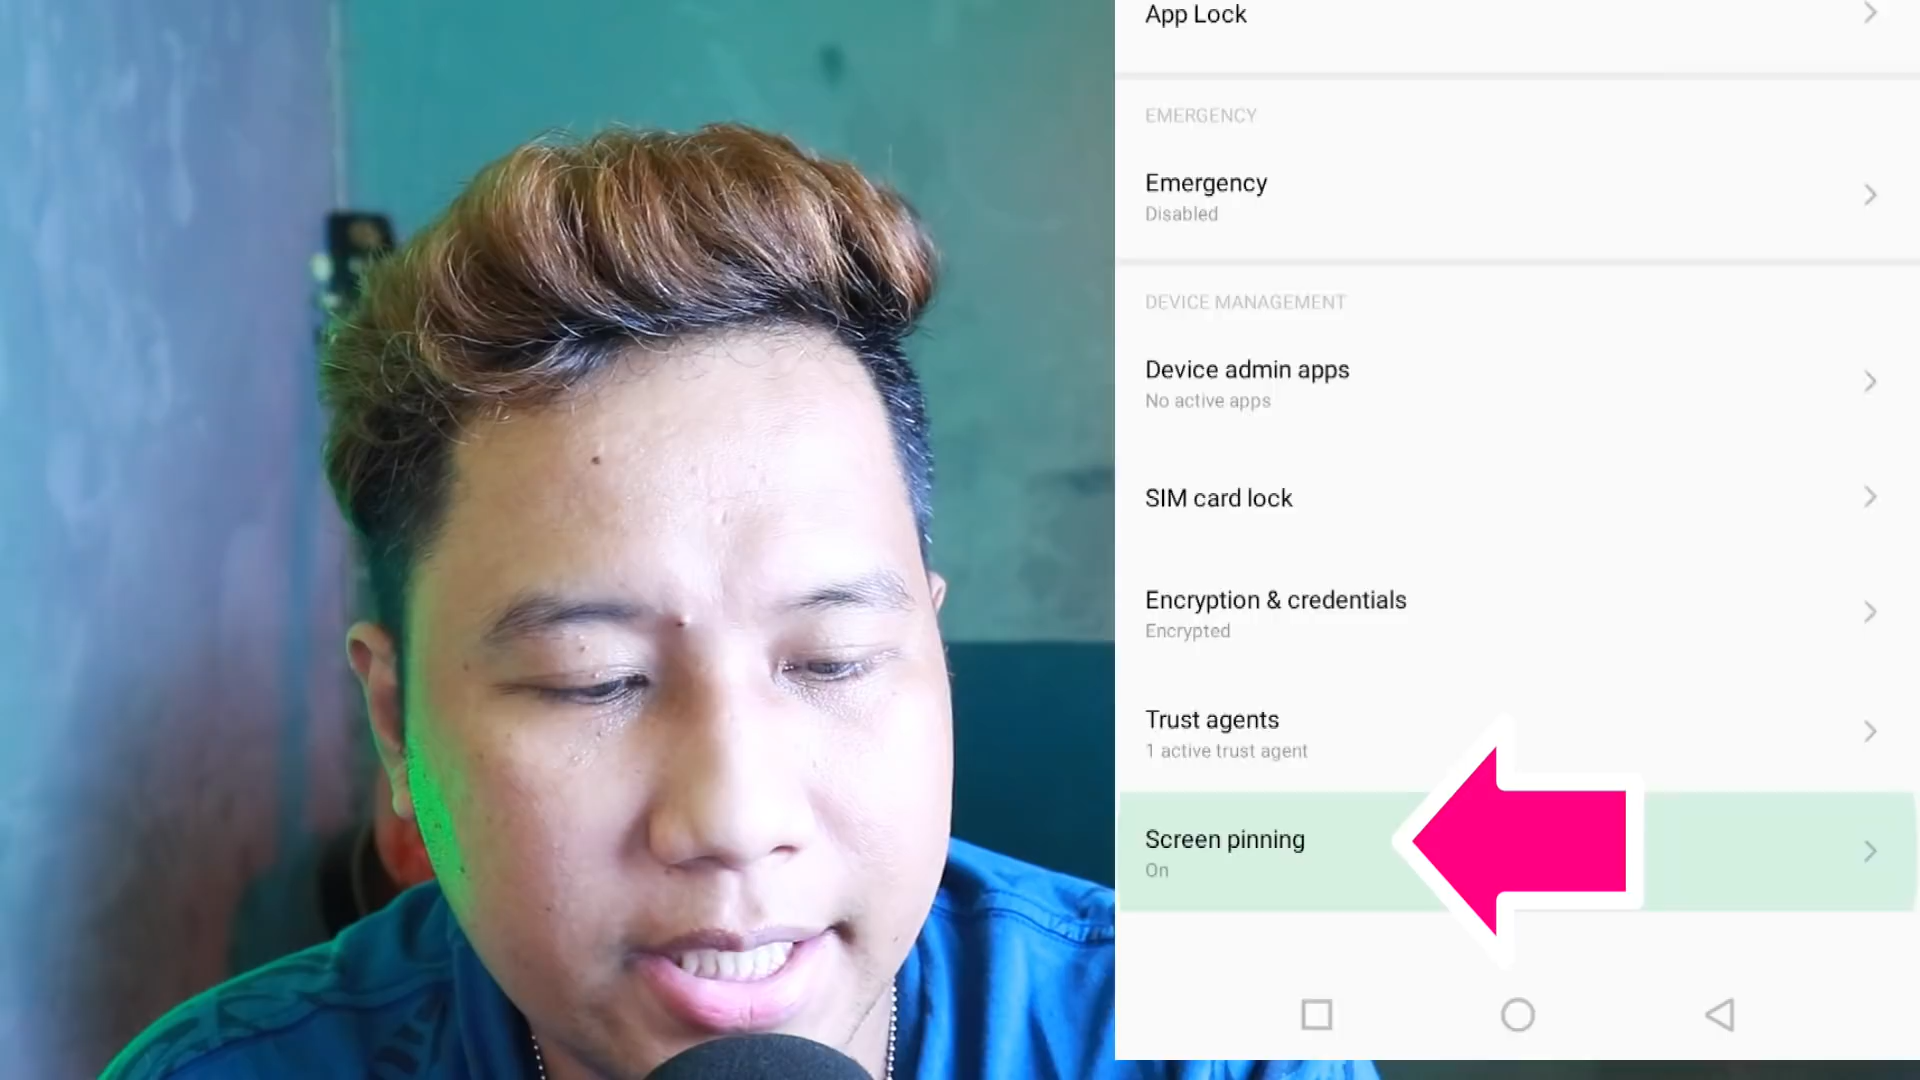 App Lock
EMERGENCY
Emergency
Disabled
DEVICE MANAGEMENT
Device admin apps
No active apps
SIM card lock
Encryption & credentials
Encrypted
Trust agents
1 active trust agent
Screen pinning
On